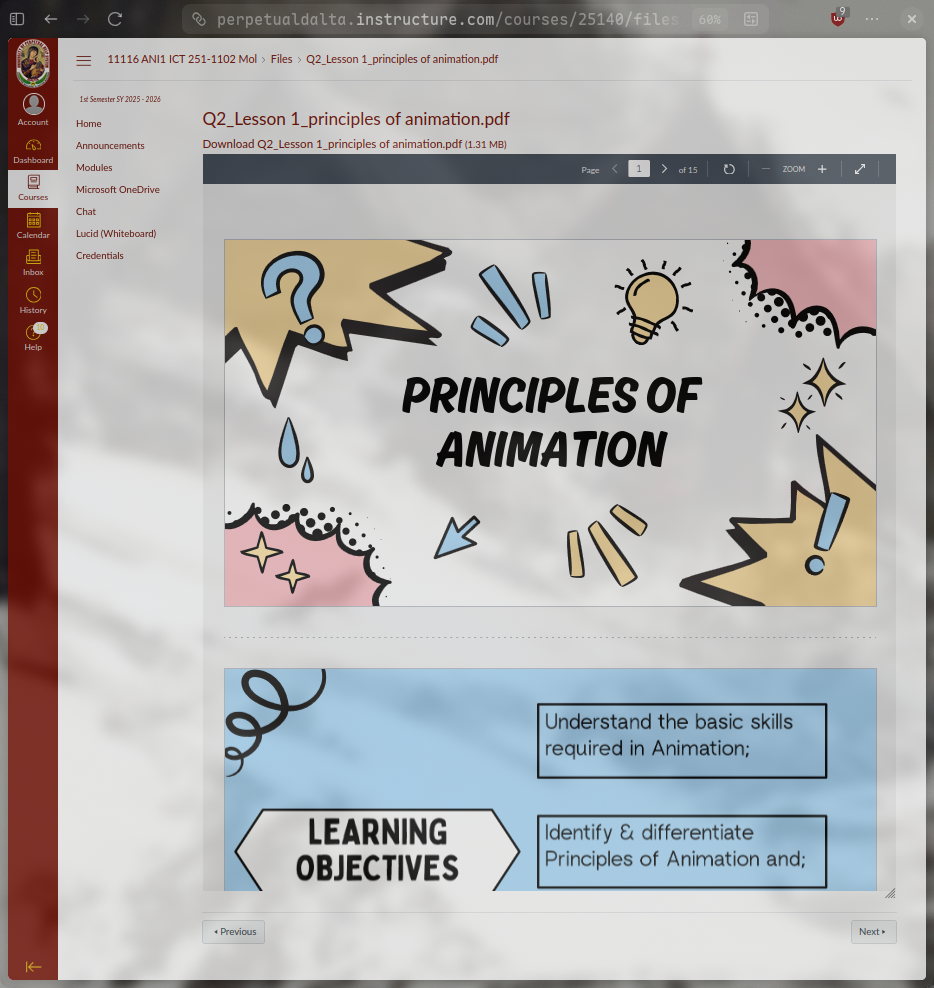 perpetualdalta.instructure.com/courses/25140/files
60%
9
11116 ANI1 ICT 251-1102 Mol › Files › Q2_Lesson 1_principles of animation.pdf
Account
Dashboard
Courses
Calendar
Inbox
History
Help
1st Semester SY 2025 - 2026
Home
Announcements
Modules
Microsoft OneDrive
Chat
Lucid (Whiteboard)
Credentials
Q2_Lesson 1_principles of animation.pdf
Download Q2_Lesson 1_principles of animation.pdf (1.31 MB)
Page 1 of 15 ZOOM
?
PRINCIPLES OF
ANIMATION
!
LEARNING
OBJECTIVES
Understand the basic skills
required in Animation;
Identify & differentiate
Principles of Animation and;
Previous
Next